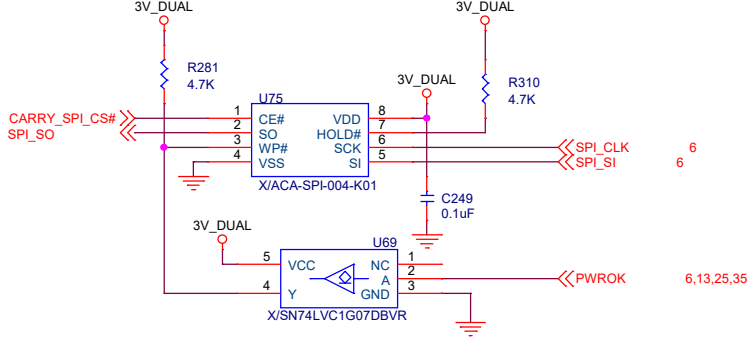 3V_DUAL
3V_DUAL
R281
4.7K
3V_DUAL
R310
4.7K
U75
CARRY_SPI_CS#
1
CE#
VDD
8
SPI_SO
2
SO
HOLD#
7
3
WP#
SCK
6
SPI_CLK
6
4
VSS
SI
5
SPI_SI
6
X/ACA-SPI-004-K01
C249
0.1uF
3V_DUAL
U69
5
VCC
NC
1
A
2
PWROK
6,13,25,35
4
Y
GND
3
X/SN74LVC1G07DBVR